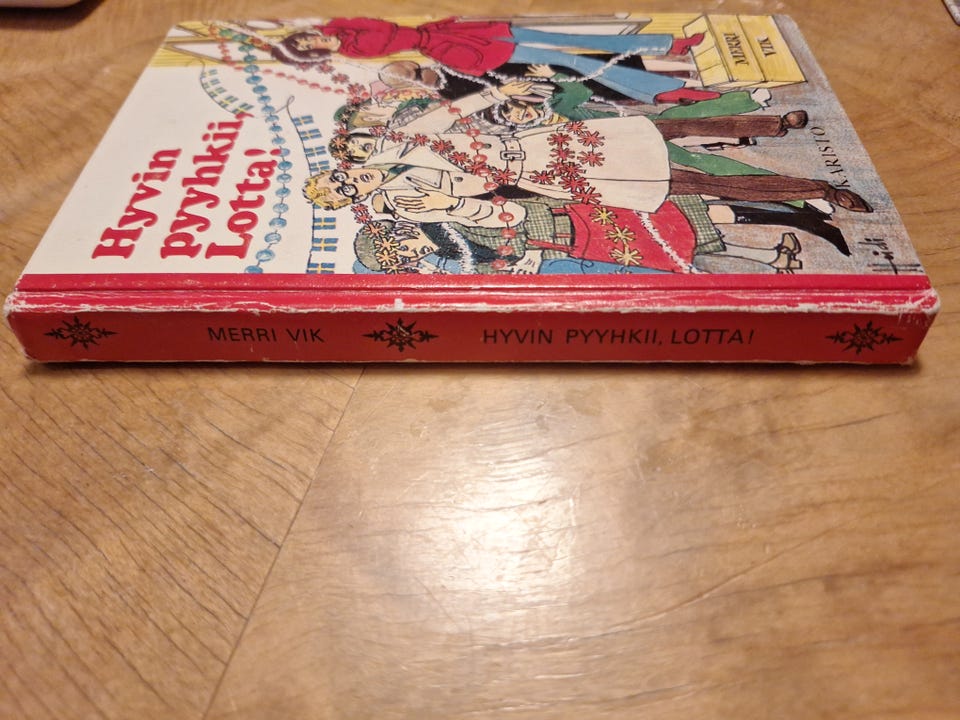 Hyvin
pyyhkii,
Lotta!
MERRI
VIK
KARISTO
MERRI VIK
HYVIN PYYHKII, LOTTA!